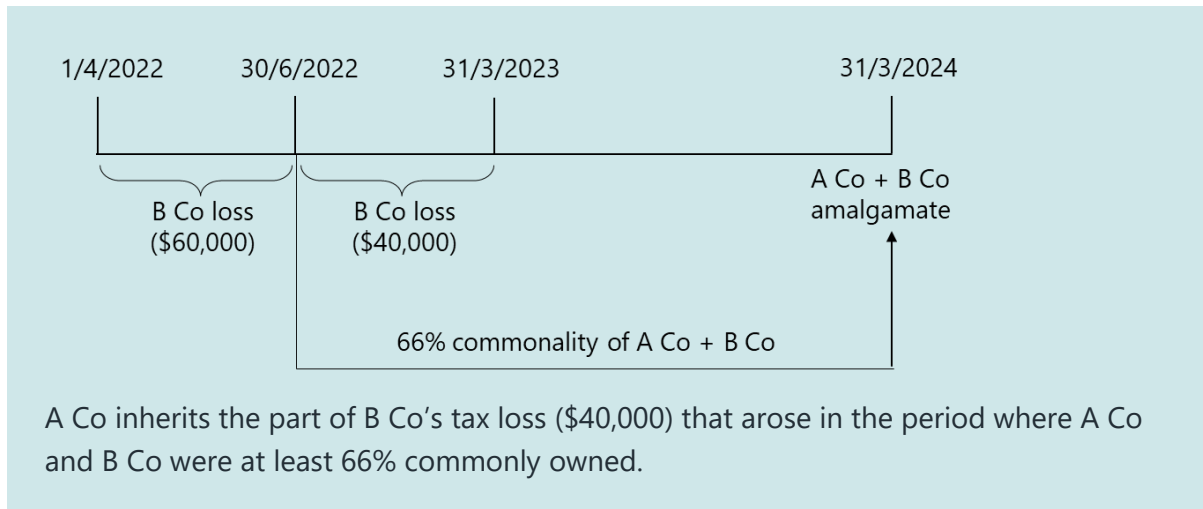 1/4/2022 30/6/2022 31/3/2023 31/3/2024
B Co loss
($60,000)
B Co loss
($40,000)
A Co + B Co
amalgamate
66% commonality of A Co + B Co
A Co inherits the part of B Co’s tax loss ($40,000) that arose in the period where A Co
and B Co were at least 66% commonly owned.